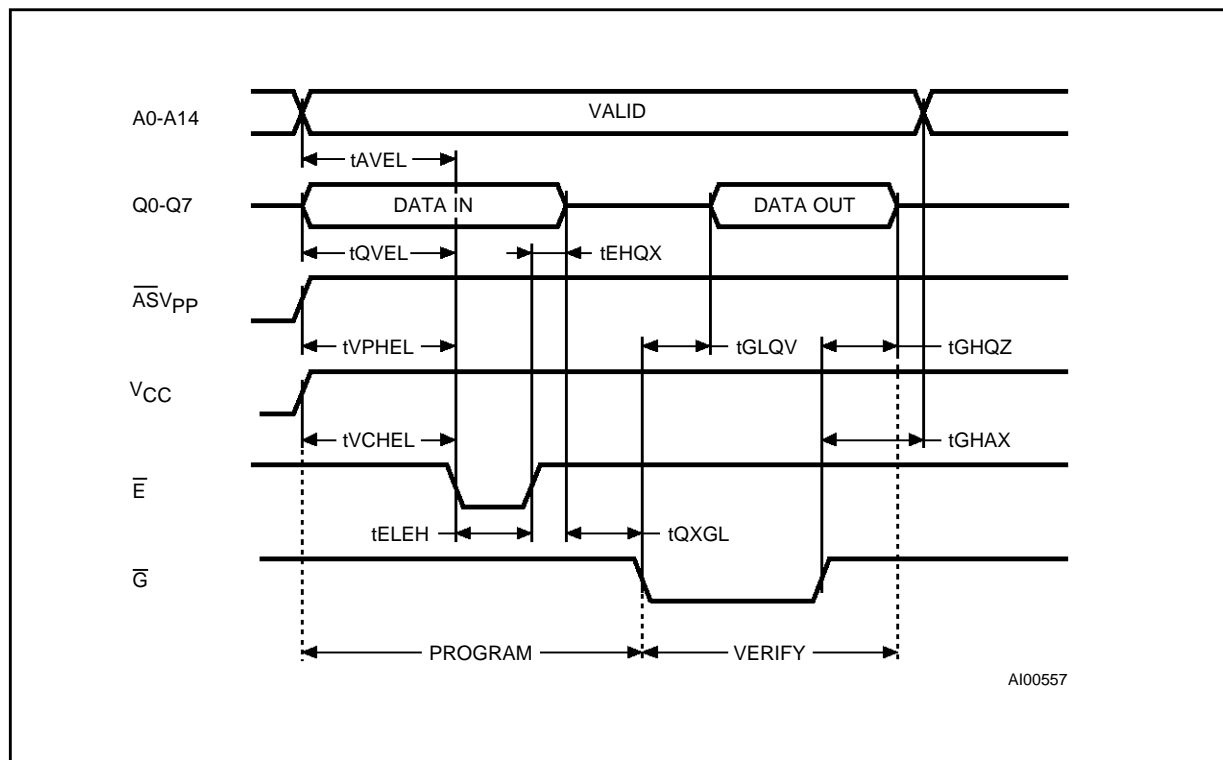 A0-A14
VALID
tAVEL
Q0-Q7
DATA IN
DATA OUT
tQVEL
tEHQX
A̅S̅VPP
tVPHEL
tGLQV
tGHQZ
VCC
tVCHEL
tGHAX
E̅
tELEH
tQXGL
G̅
PROGRAM
VERIFY
AI00557